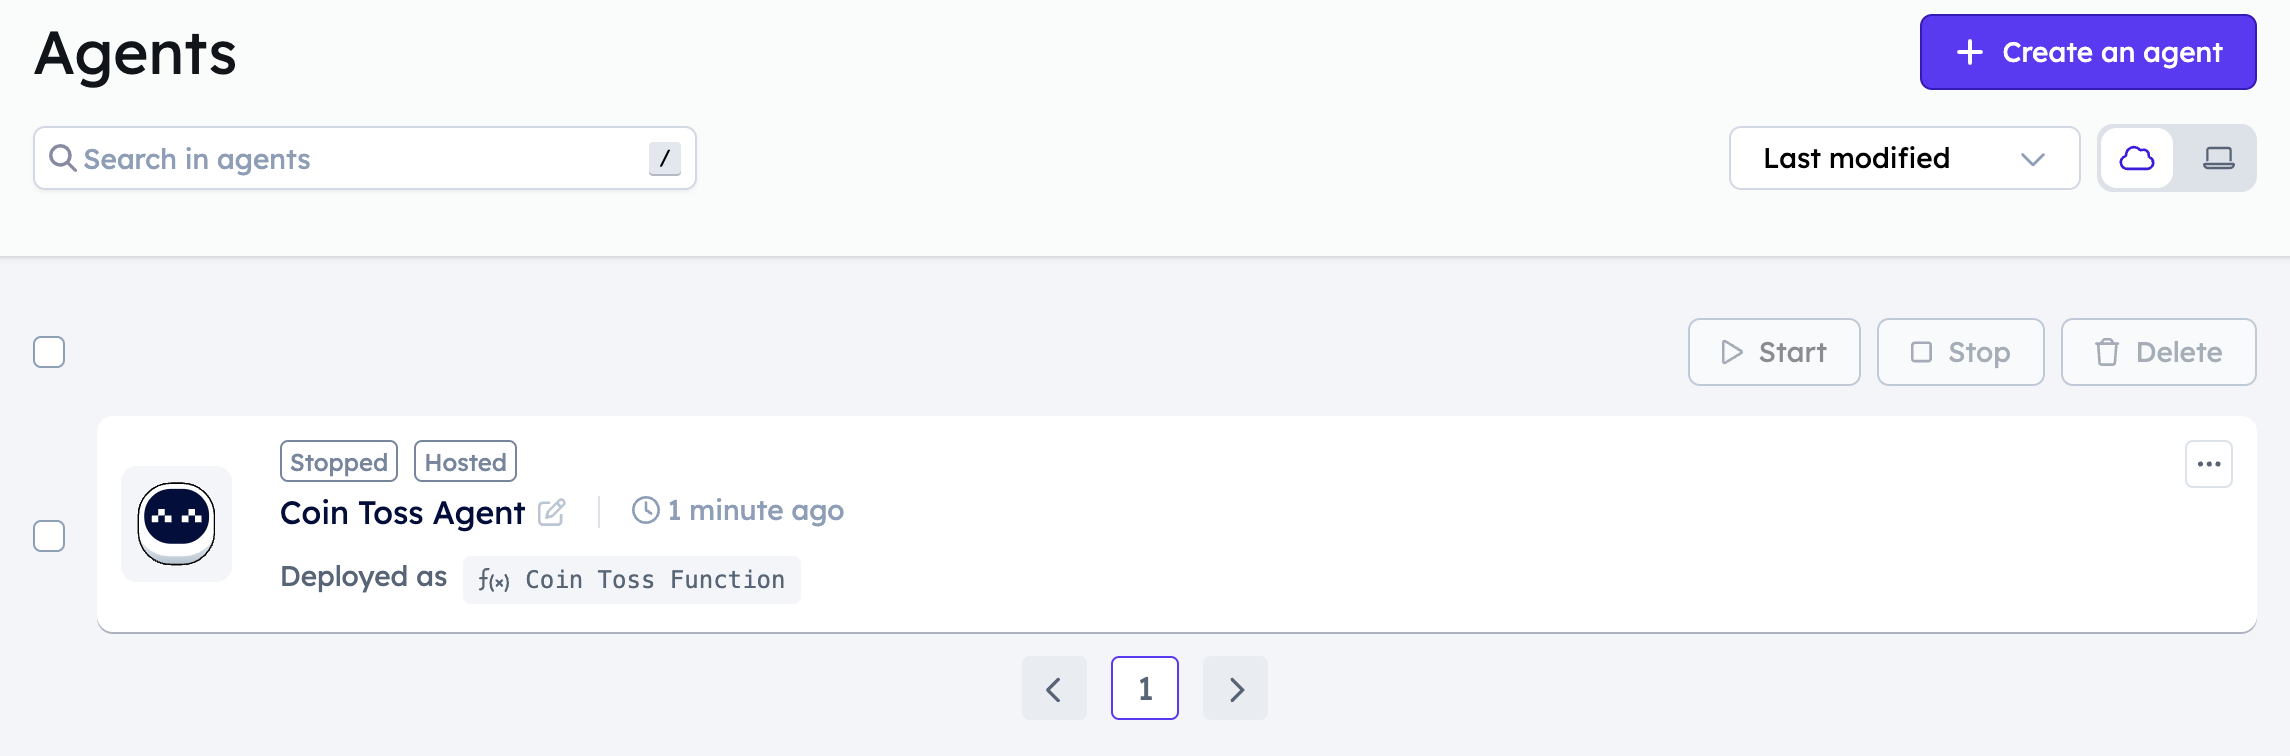 Agents
Create an agent
Search in agents /
Last modified
Start Stop Delete
Stopped Hosted
Coin Toss Agent 1 minute ago
Deployed as f(x) Coin Toss Function
1